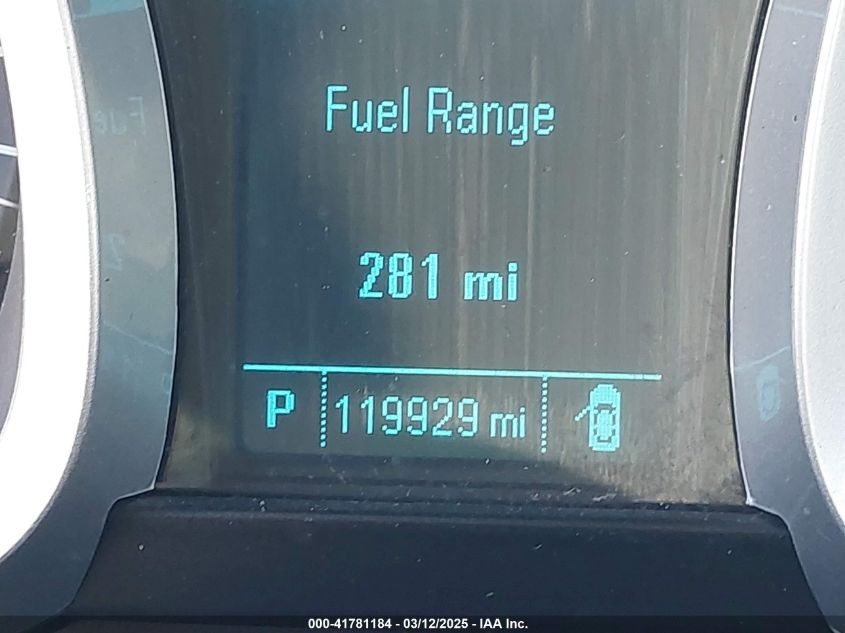 Fuel Range
281 mi
P 119929 mi
000-41781184 - 03/12/2025 - IAA Inc.